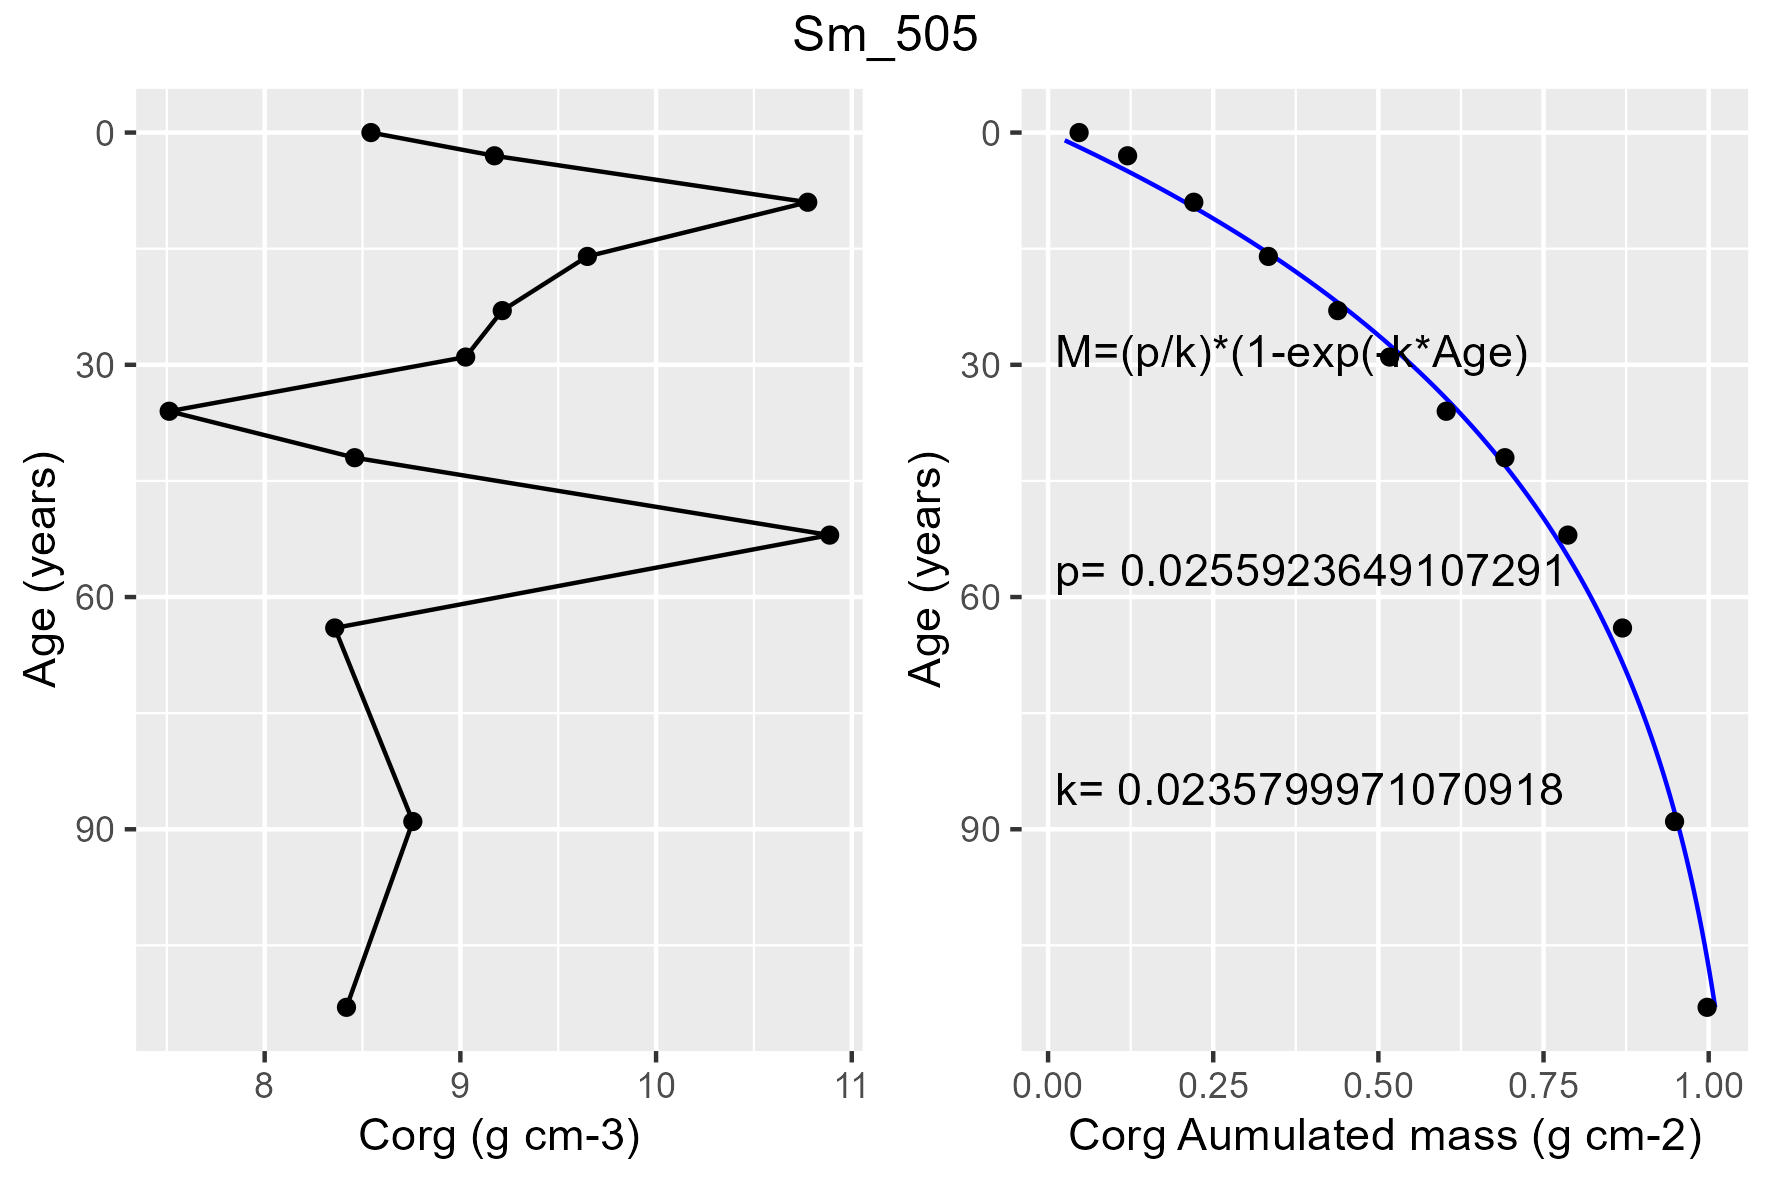 Sm_505
0
30
60
90
Age (years)
8
9
10
11
Corg (g cm-3)
0
30
60
90
Age (years)
M=(p/k)*(1-exp(-k*Age)
p= 0.0255923649107291
k= 0.0235799971070918
0.00
0.25
0.50
0.75
1.00
Corg Aumulated mass (g cm-2)